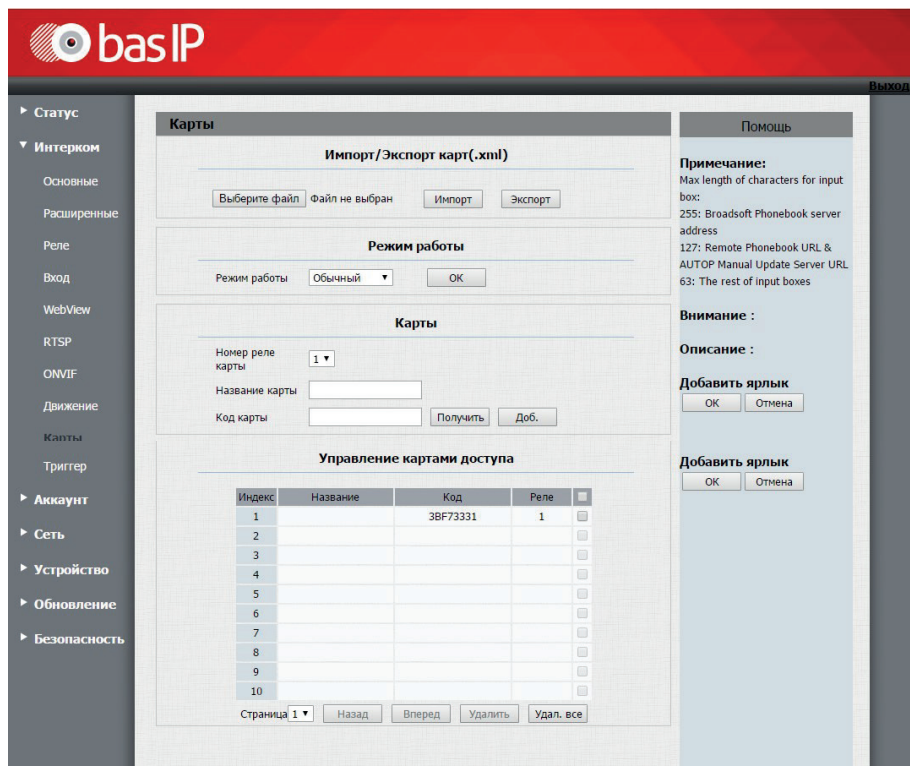 bas IP
Выход
Статус
Интерком
Основные
Расширенные
Реле
Вход
WebView
RTSP
ONVIF
Движение
Карты
Триггер
Аккаунт
Сеть
Устройство
Обновление
Безопасность
Карты
Импорт/Экспорт карт(.xml)
Выберите файл Файл не выбран Импорт Экспорт
Режим работы
Режим работы Обычный OK
Карты
Номер реле
карты 1
Название карты
Код карты Получить Доб.
Управление картами доступа
Индекс Название Код Реле
1 3BF73331 1
2
3
4
5
6
7
8
9
10
Страница 1 Назад Вперед Удалить Удал. все
Помощь
Примечание:
Max length of characters for input
box:
255: Broadsoft Phonebook server
address
127: Remote Phonebook URL &
AUTOP Manual Update Server URL
63: The rest of input boxes
Внимание :
Описание :
Добавить ярлык
OK Отмена
Добавить ярлык
OK Отмена